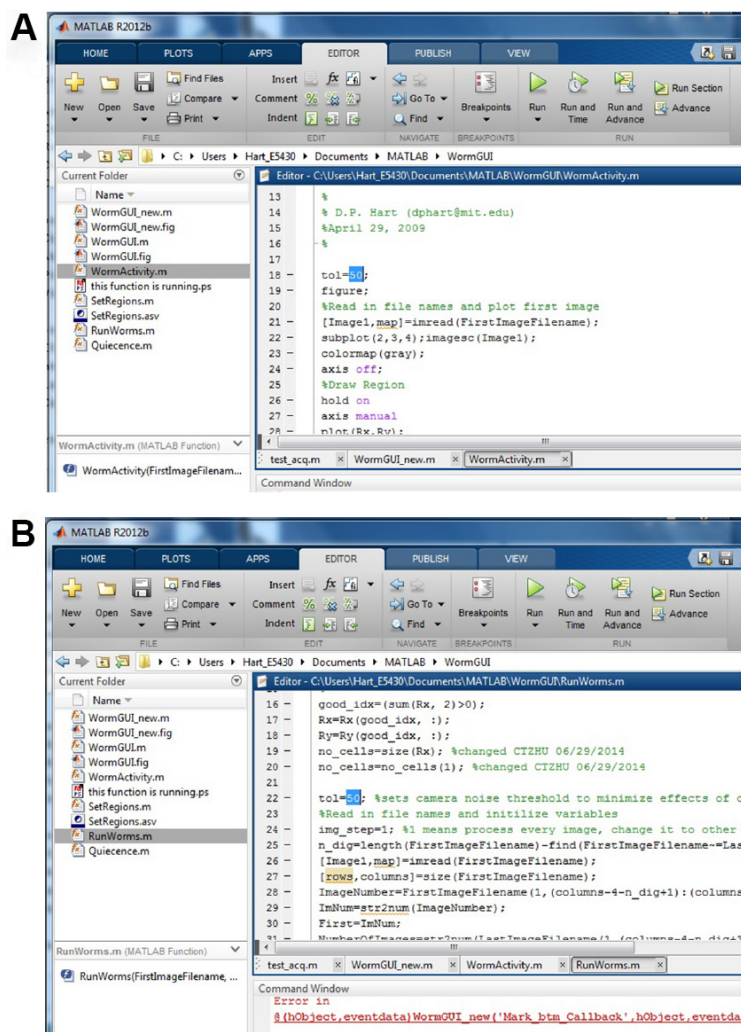 A
MATLAB R2012b
HOME PLOTS APPS EDITOR PUBLISH VIEW
Find Files Insert fx
New Open Save Compare Comment Go To Breakpoints Run Run and Time Run and Advance Run Section Advance
Print Indent Find
FILE EDIT NAVIGATE BREAKPOINTS RUN
C: Users Hart_E5430 Documents MATLAB WormGUI
Current Folder
Editor - C:\Users\Hart_E5430\Documents\MATLAB\WormGUI\WormActivity.m
Name
WormGUI_new.m
WormGUI_new.fig
WormGUI.m
WormGUI.fig
WormActivity.m
this function is running.ps
SetRegions.m
SetRegions.asv
RunWorms.m
Quiecence.m
WormActivity.m (MATLAB Function)
WormActivity(FirstImageFilenam...
13 %
14 % D.P. Hart (dphart@mit.edu)
15 %April 29, 2009
16 %
17
18 - tol=50;
19 - figure;
20 %Read in file names and plot first image
21 - [Image1,map]=imread(FirstImageFilename);
22 - subplot(2,3,4);imagesc(Image1);
23 - colormap(gray);
24 - axis off;
25 %Draw Region
26 - hold on
27 - axis manual
28 - plot(Rx,Ry);
test_acq.m × WormGUI_new.m × WormActivity.m ×
Command Window
B
MATLAB R2012b
HOME PLOTS APPS EDITOR PUBLISH VIEW
Find Files Insert fx
New Open Save Compare Comment Go To Breakpoints Run Run and Time Run and Advance Run Section Advance
Print Indent Find
FILE EDIT NAVIGATE BREAKPOINTS RUN
C: Users Hart_E5430 Documents MATLAB WormGUI
Current Folder
Editor - C:\Users\Hart_E5430\Documents\MATLAB\WormGUI\RunWorms.m
Name
WormGUI_new.m
WormGUI_new.fig
WormGUI.m
WormGUI.fig
WormActivity.m
this function is running.ps
SetRegions.m
SetRegions.asv
RunWorms.m
Quiecence.m
RunWorms.m (MATLAB Function)
RunWorms(FirstImageFilename, ...
16 - good_idx=(sum(Rx, 2)>0);
17 - Rx=Rx(good_idx, :);
18 - Ry=Ry(good_idx, :);
19 - no_cells=size(Rx); %changed CTZHU 06/29/2014
20 - no_cells=no_cells(1); %changed CTZHU 06/29/2014
21
22 - tol=50; %sets camera noise threshold to minimize effects of
23 %Read in file names and initilize variables
24 - img_step=1; %1 means process every image, change it to other
25 - n_dig=length(FirstImageFilename)-find(FirstImageFilename~=Las
26 - [Image1,map]=imread(FirstImageFilename);
27 - [rows,columns]=size(FirstImageFilename);
28 - ImageNumber=FirstImageFilename(1,(columns-4-n_dig+1):(column
29 - ImNum=str2num(ImageNumber);
30 - First=ImNum;
31 - NumberOfImages=str2num(LastImageFilename(1,(columns-4-n_dig+
test_acq.m × WormGUI_new.m × WormActivity.m × RunWorms.m ×
Command Window
Error in
@(hObject,eventdata)WormGUI_new('Mark_btm_Callback',hObject,eventda